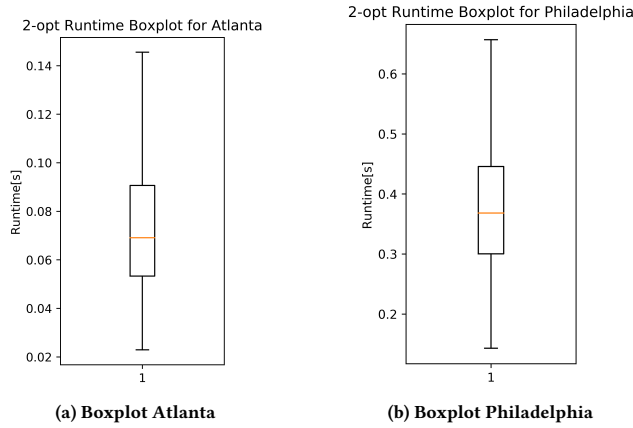 2-opt Runtime Boxplot for Atlanta
0.14
0.12
0.10
0.08
0.06
0.04
0.02
Runtime[s]
1
(a) Boxplot Atlanta
2-opt Runtime Boxplot for Philadelphia
0.6
0.5
0.4
0.3
0.2
Runtime[s]
1
(b) Boxplot Philadelphia